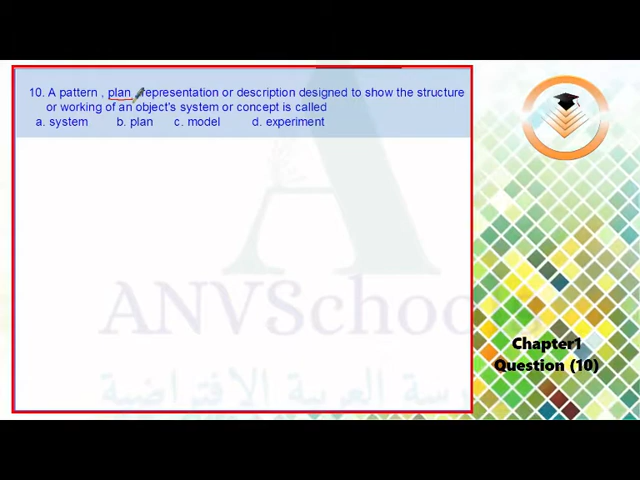 10. A pattern , plan , representation or description designed to show the structure
or working of an object's system or concept is called
a. system b. plan c. model d. experiment
ANVSchools
Chapter1
Question (10)